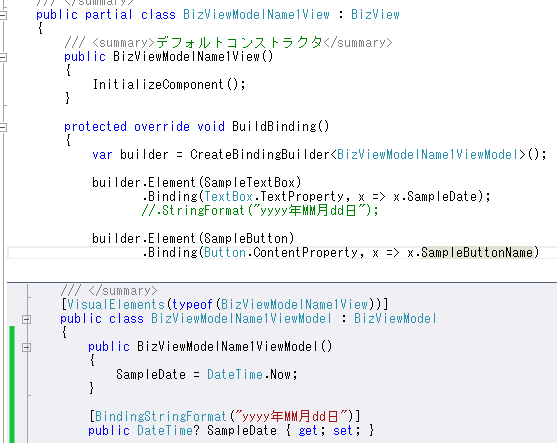 /// </summary>
public partial class BizViewModelName1View : BizView
{
/// <summary>デフォルトコンストラクタ</summary>
public BizViewModelName1View()
{
InitializeComponent();
}
protected override void BuildBinding()
{
var builder = CreateBindingBuilder<BizViewModelName1ViewModel>();
builder.Element(SampleTextBox)
.Binding(TextBox.TextProperty, x => x.SampleDate);
//.StringFormat("yyyy年MM月dd日");
builder.Element(SampleButton)
.Binding(Button.ContentProperty, x => x.SampleButtonName)
/// </summary>
[VisualElements(typeof(BizViewModelName1View))]
public class BizViewModelName1ViewModel : BizViewModel
{
public BizViewModelName1ViewModel()
{
SampleDate = DateTime.Now;
}
[BindingStringFormat("yyyy年MM月dd日")]
public DateTime? SampleDate { get; set; }